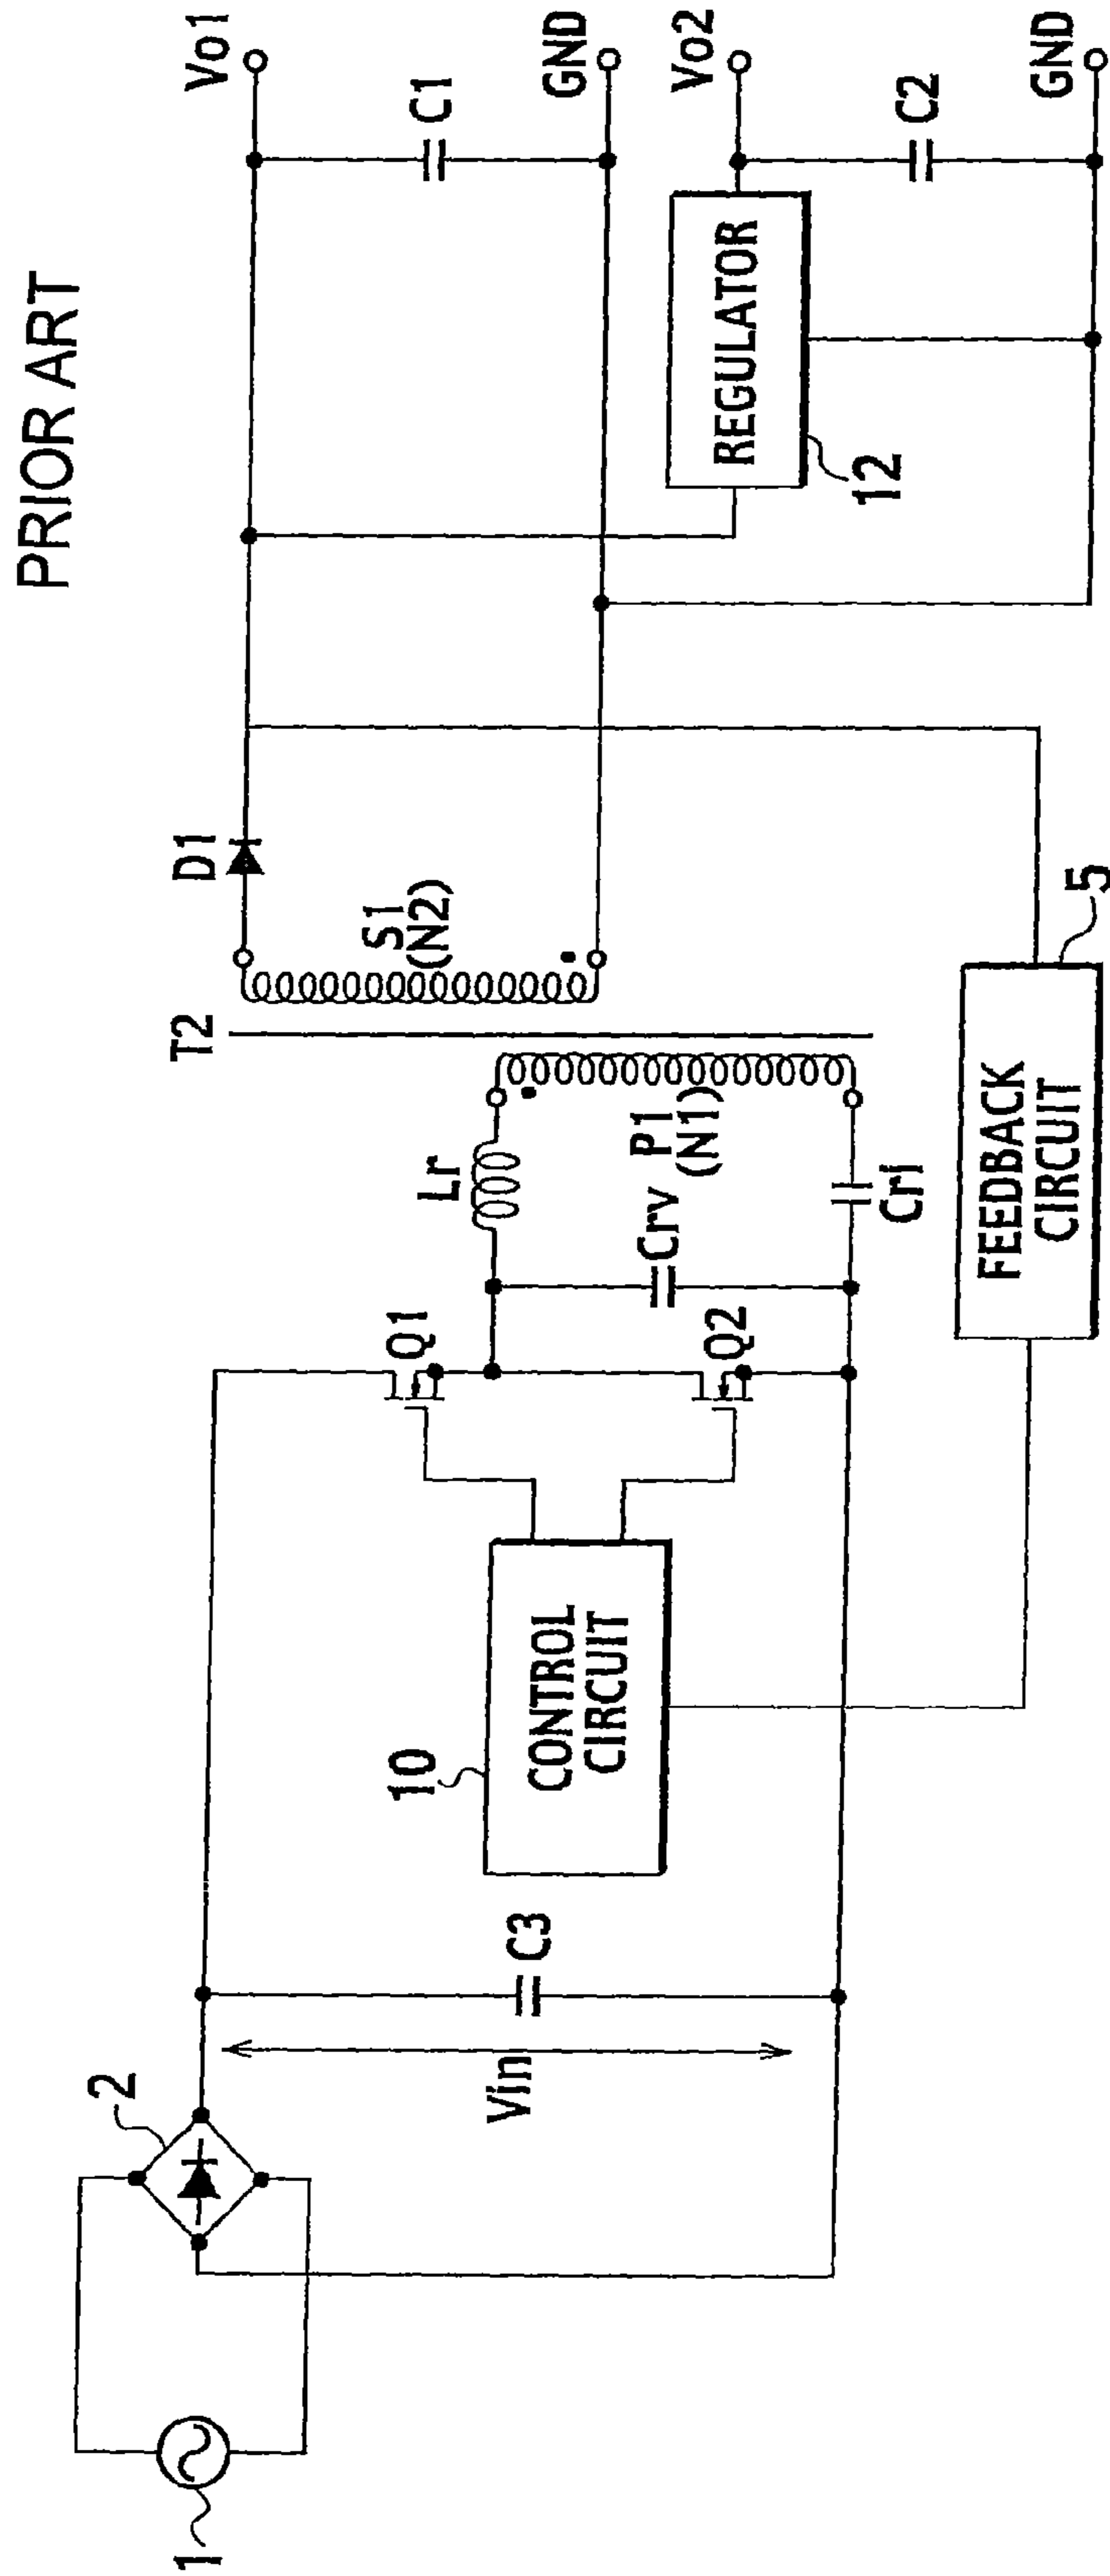 PRIOR ART
1
2
Vin
C3
10
CONTROL
CIRCUIT
Q1
Q2
Lr
Crv
Cri
P1
(N1)
T2
S1
(N2)
D1
FEEDBACK
CIRCUIT
5
REGULATOR
12
C1
C2
Vo1
GND
Vo2
GND